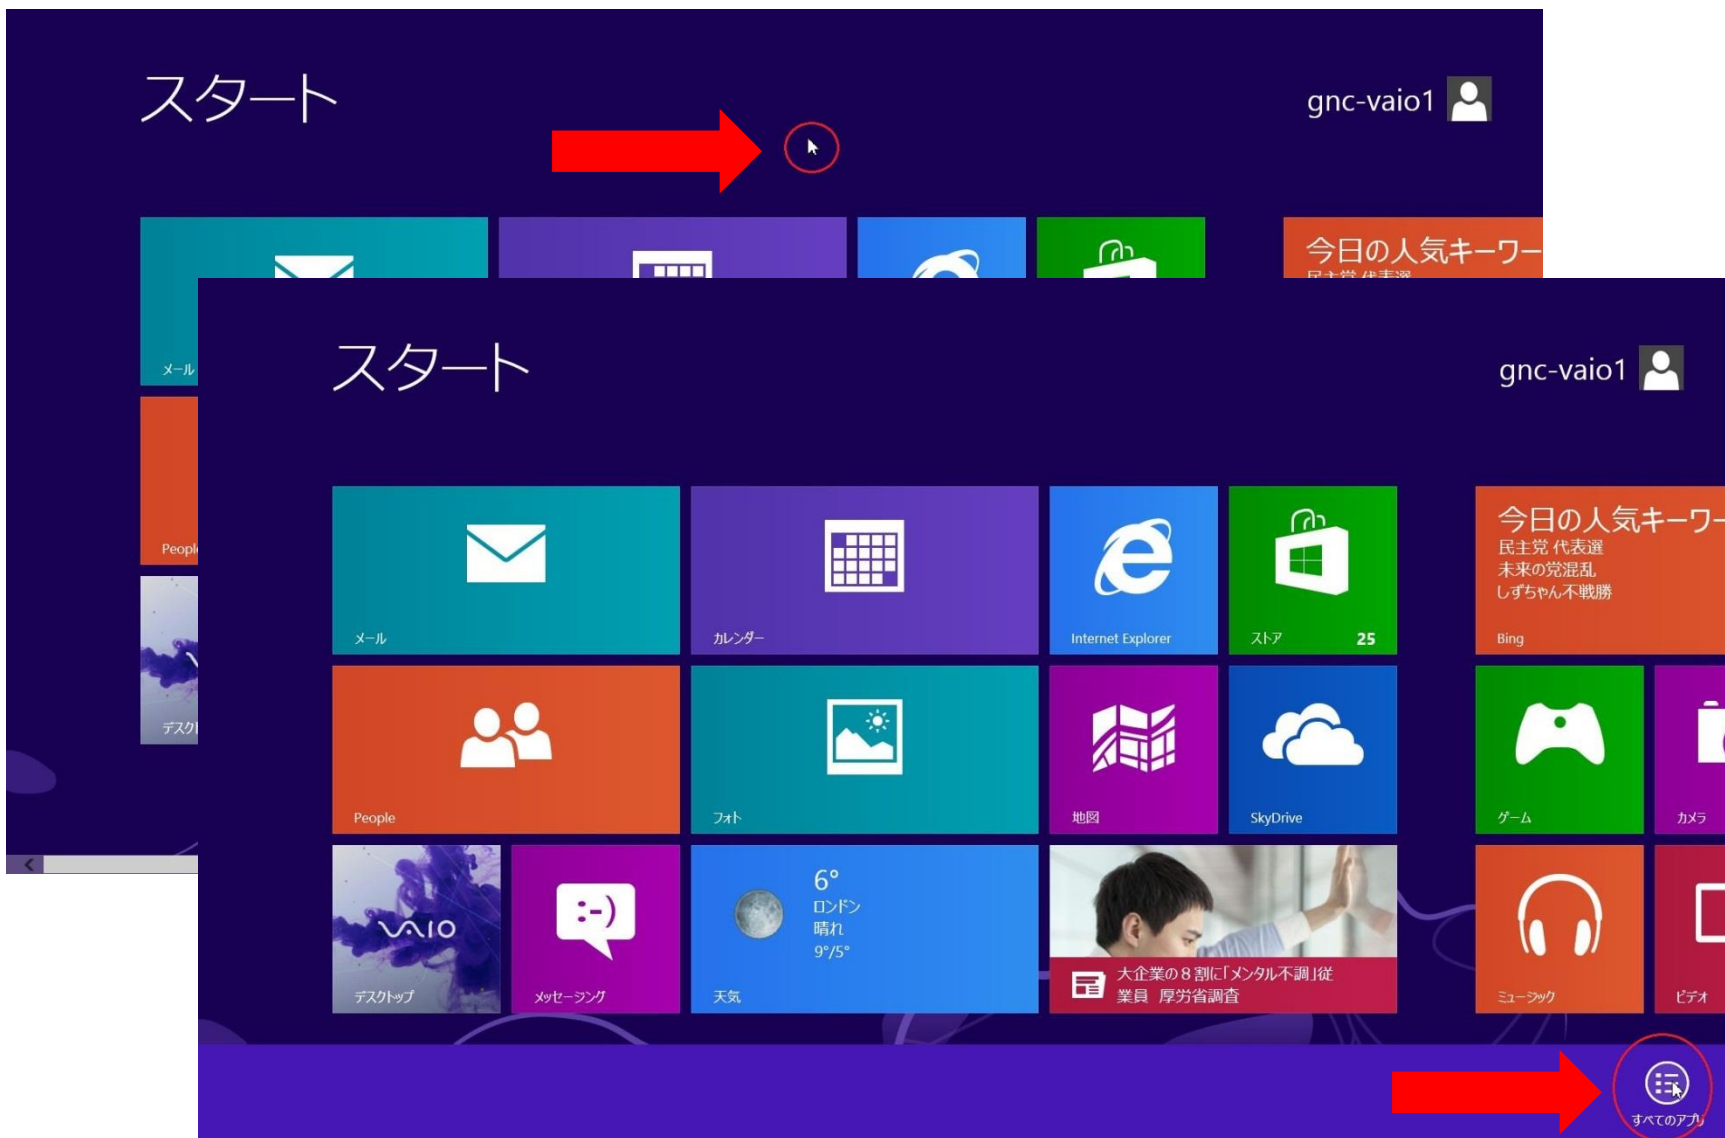 スタート
gnc-vaio1
今日の人気キーワー
メール
People
スタート
gnc-vaio1
メール
カレンダー
Internet Explorer
ストア 25
今日の人気キーワー
民主党 代表選
未来の党混乱
しずちゃん不戦勝
Bing
People
フォト
地図
SkyDrive
ゲーム
カメラ
VAIO
デスクトップ
:-)
メッセージング
6°
ロンドン
晴れ
9°/5°
天気
大企業の8割に「メンタル不調」従
業員 厚労省調査
ミュージック
ビデオ
すべてのアプリ